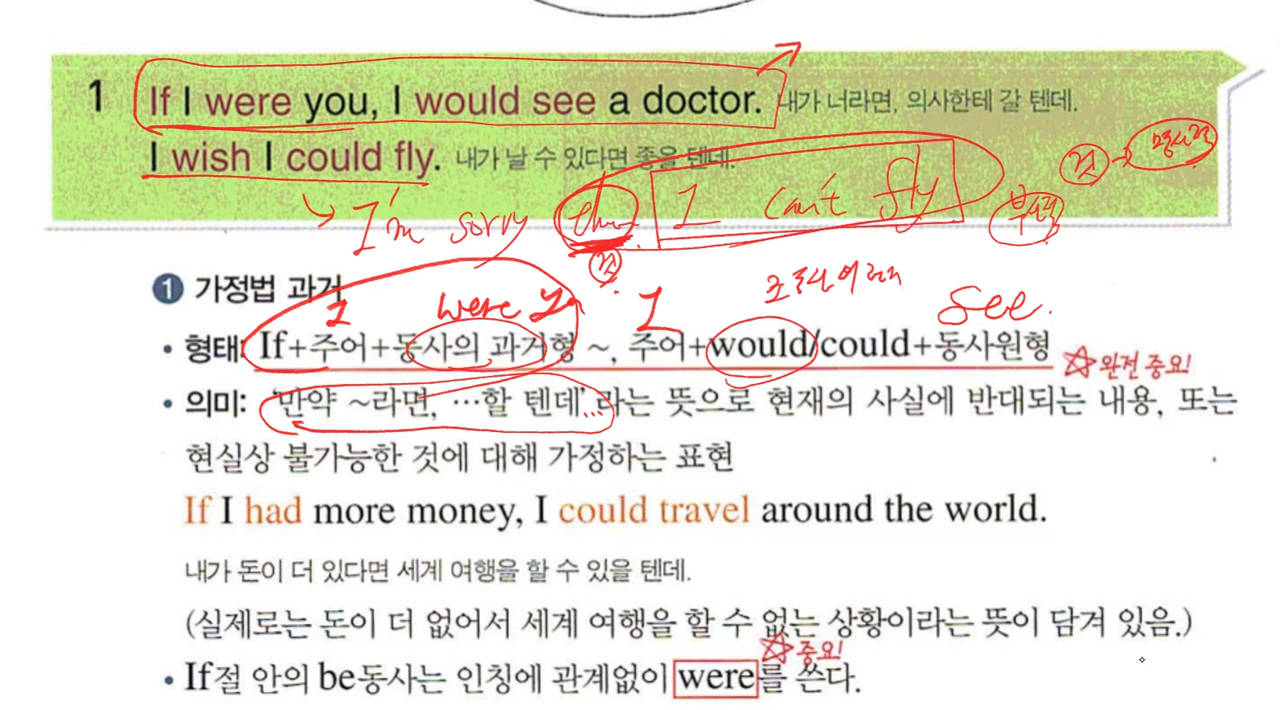 1 If I were you, I would see a doctor. 내가 너라면, 의사한테 갈 텐데.
I wish I could fly. 내가 날 수 있다면 좋을 텐데.
것 → 명사절
→ I'm sorry that I can't fly
것
❶ 가정법 과거
I were I 조동사 see.
• 형태: If+주어+동사의 과거형 ~, 주어+would/could+동사원형
☆ 완전 중요!
• 의미: '만약 ~라면, …할 텐데'라는 뜻으로 현재의 사실에 반대되는 내용, 또는
현실상 불가능한 것에 대해 가정하는 표현
If I had more money, I could travel around the world.
내가 돈이 더 있다면 세계 여행을 할 수 있을 텐데.
(실제로는 돈이 더 없어서 세계 여행을 할 수 없는 상황이라는 뜻이 담겨 있음.)
☆ 중요!
• If절 안의 be동사는 인칭에 관계없이 were를 쓴다.